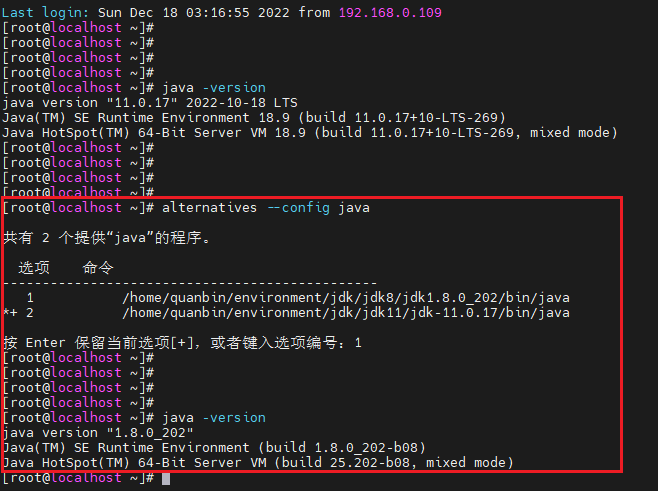 Last login: Sun Dec 18 03:16:55 2022 from 192.168.0.109
[root@localhost ~]#
[root@localhost ~]#
[root@localhost ~]#
[root@localhost ~]#
[root@localhost ~]# java -version
java version "11.0.17" 2022-10-18 LTS
Java(TM) SE Runtime Environment 18.9 (build 11.0.17+10-LTS-269)
Java HotSpot(TM) 64-Bit Server VM 18.9 (build 11.0.17+10-LTS-269, mixed mode)
[root@localhost ~]#
[root@localhost ~]#
[root@localhost ~]#
[root@localhost ~]#
[root@localhost ~]# alternatives --config java
共有 2 个提供“java”的程序。
选项 命令
-----------------------------------------------
1 /home/quanbin/environment/jdk/jdk8/jdk1.8.0_202/bin/java
*+ 2 /home/quanbin/environment/jdk/jdk11/jdk-11.0.17/bin/java
按 Enter 保留当前选项[+]，或者键入选项编号：1
[root@localhost ~]#
[root@localhost ~]#
[root@localhost ~]#
[root@localhost ~]#
[root@localhost ~]# java -version
java version "1.8.0_202"
Java(TM) SE Runtime Environment (build 1.8.0_202-b08)
Java HotSpot(TM) 64-Bit Server VM (build 25.202-b08, mixed mode)
[root@localhost ~]#